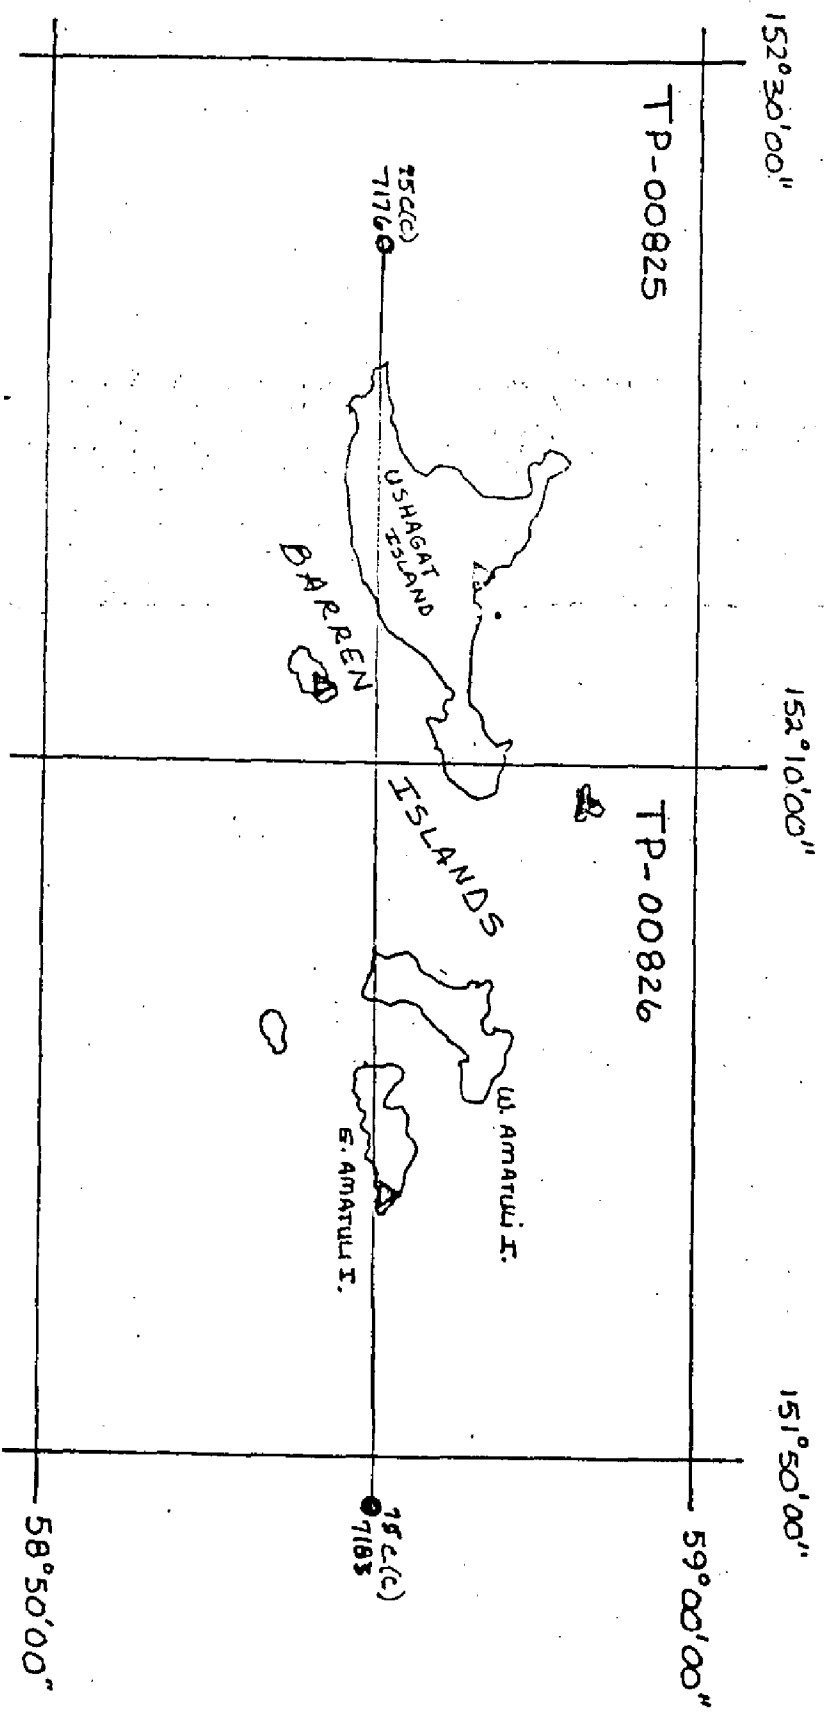 152°30'00"
152°10'00"
151°50'00"
TP-00825
TP-00826
59°00'00"
75C(C)
7176
USHAGAT
ISLAND
BARREN
ISLANDS
W. AMATULI I.
E. AMATULI I.
75C(C)
7183
58°50'00"